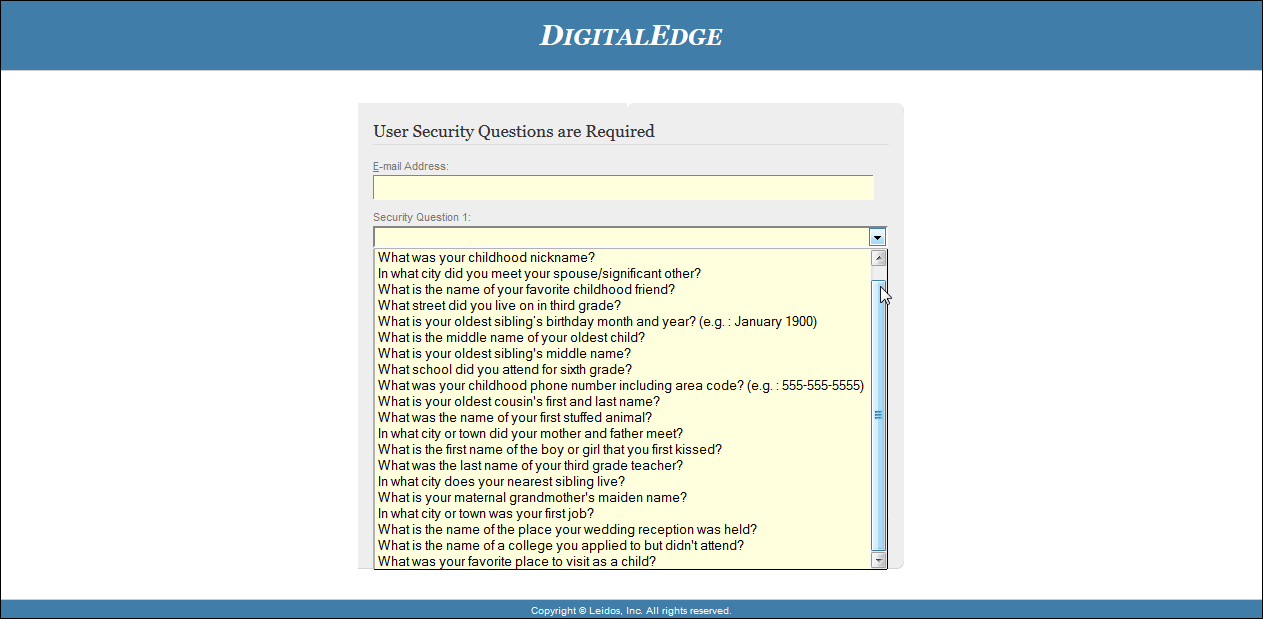 DIGITALEDGE
User Security Questions are Required
E-mail Address:
Security Question 1:
What was your childhood nickname?
In what city did you meet your spouse/significant other?
What is the name of your favorite childhood friend?
What street did you live on in third grade?
What is your oldest sibling's birthday month and year? (e.g. : January 1900)
What is the middle name of your oldest child?
What is your oldest sibling's middle name?
What school did you attend for sixth grade?
What was your childhood phone number including area code? (e.g. : 555-555-5555)
What is your oldest cousin's first and last name?
What was the name of your first stuffed animal?
In what city or town did your mother and father meet?
What is the first name of the boy or girl that you first kissed?
What was the last name of your third grade teacher?
In what city does your nearest sibling live?
What is your maternal grandmother's maiden name?
In what city or town was your first job?
What is the name of the place your wedding reception was held?
What is the name of a college you applied to but didn't attend?
What was your favorite place to visit as a child?
Copyright © Leidos, Inc. All rights reserved.